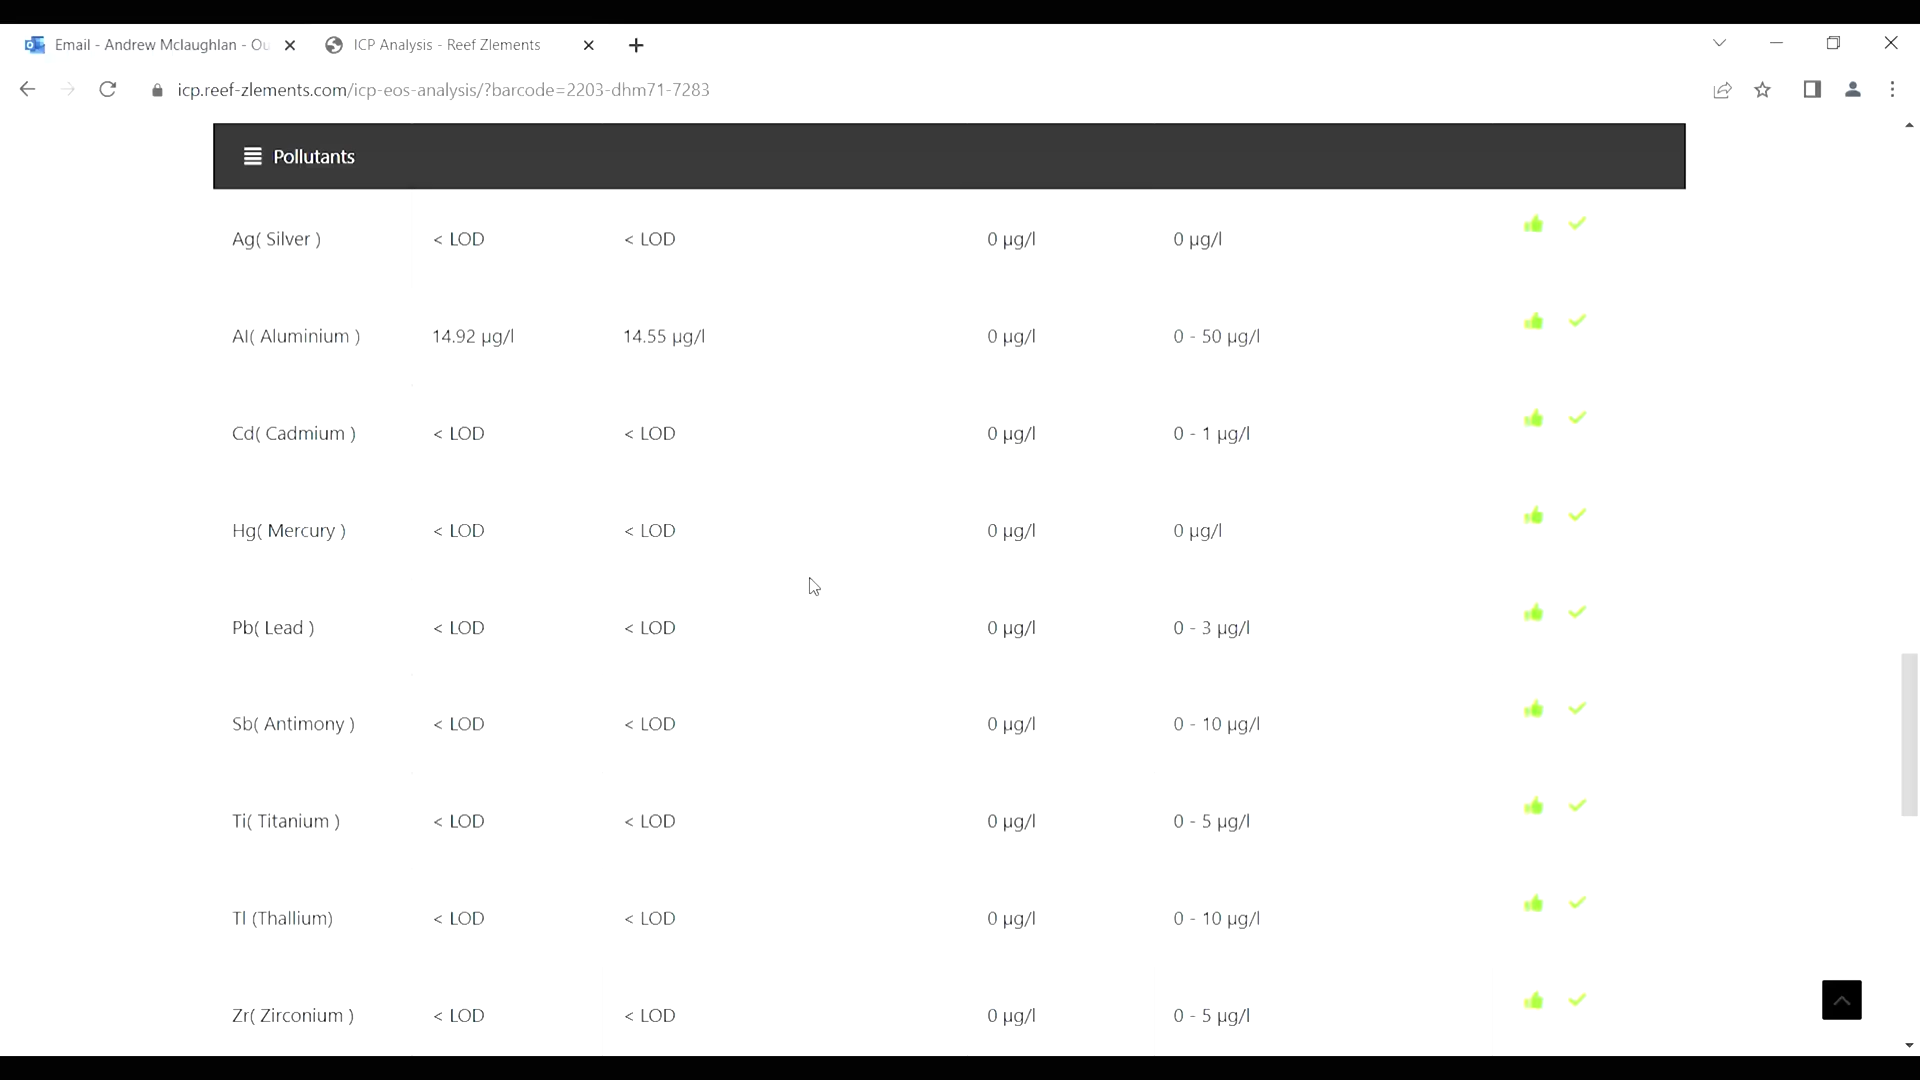 Email - Andrew Mclaughlan - Ou
ICP Analysis - Reef Zlements
icp.reef-zlements.com/icp-eos-analysis/?barcode=2203-dhm71-7283
Pollutants
Ag( Silver ) < LOD < LOD 0 µg/l 0 µg/l
Al( Aluminium ) 14.92 µg/l 14.55 µg/l 0 µg/l 0 - 50 µg/l
Cd( Cadmium ) < LOD < LOD 0 µg/l 0 - 1 µg/l
Hg( Mercury ) < LOD < LOD 0 µg/l 0 µg/l
Pb( Lead ) < LOD < LOD 0 µg/l 0 - 3 µg/l
Sb( Antimony ) < LOD < LOD 0 µg/l 0 - 10 µg/l
Ti( Titanium ) < LOD < LOD 0 µg/l 0 - 5 µg/l
Tl (Thallium) < LOD < LOD 0 µg/l 0 - 10 µg/l
Zr( Zirconium ) < LOD < LOD 0 µg/l 0 - 5 µg/l